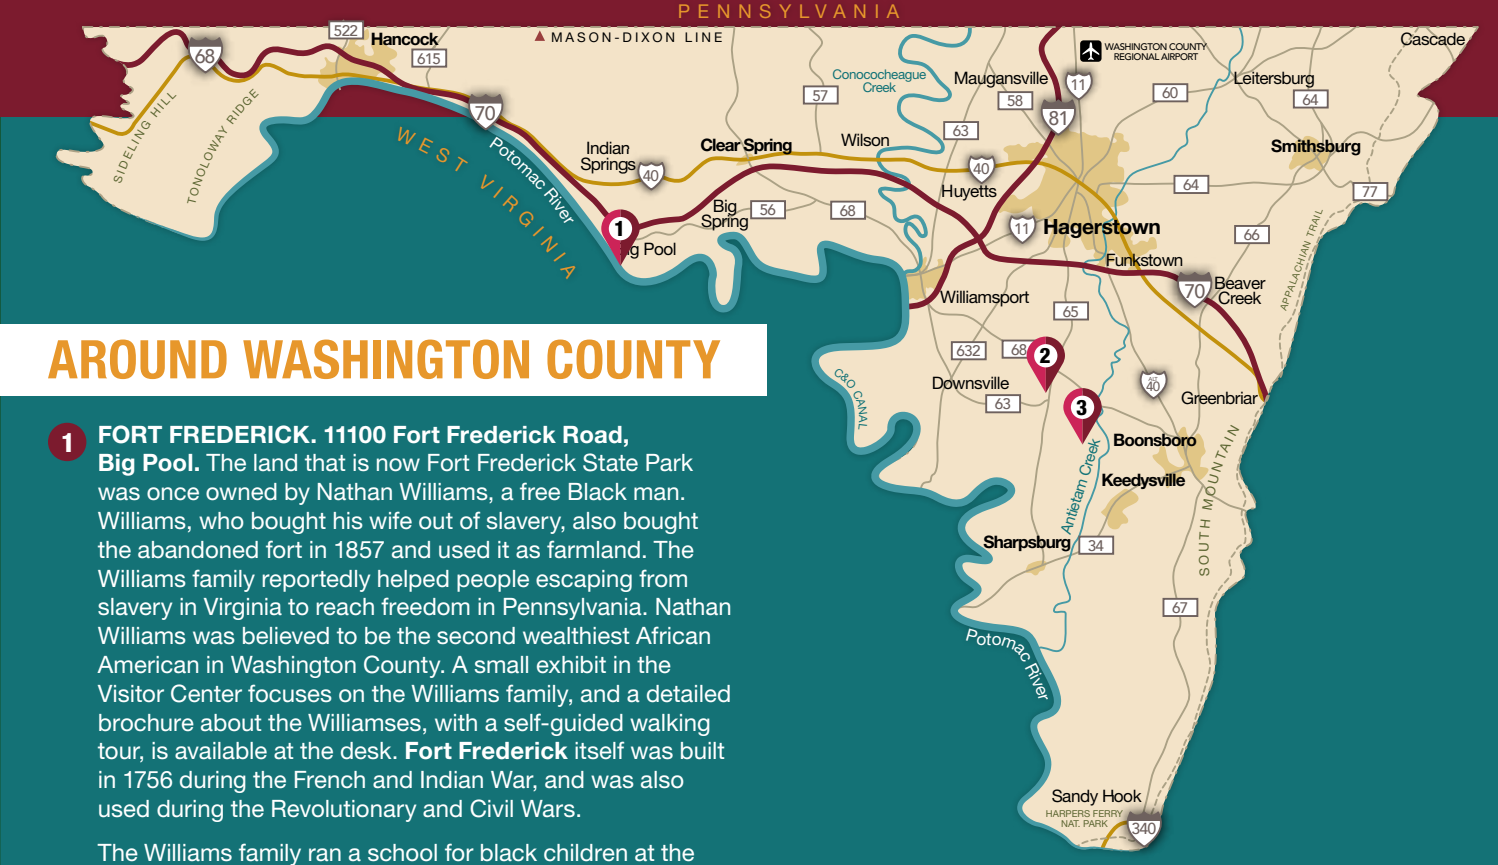 PENNSYLVANIA
MASON-DIXON LINE
522
Hancock
615
68
70
SIDELING HILL
TONOLOWAY RIDGE
WEST VIRGINIA
Potomac River
Indian
Springs
40
Clear Spring
57
Conococheague
Creek
Wilson
Maugansville
58
63
11
81
WASHINGTON COUNTY
REGIONAL AIRPORT
60
Leitersburg
64
Cascade
Smithsburg
77
40
Huyetts
64
Big
Spring
56
68
1
ig Pool
11
Hagerstown
66
Funkstown
APPALACHIAN TRAIL
70
Beaver
Creek
Williamsport
65
632
68
2
Downsville
63
C&O CANAL
3
ALT
40
Greenbriar
Boonsboro
Keedysville
Antietam Creek
SOUTH MOUNTAIN
Sharpsburg
34
67
Potomac River
Sandy Hook
HARPERS FERRY
NAT. PARK
340
AROUND WASHINGTON COUNTY
1
FORT FREDERICK. 11100 Fort Frederick Road,
Big Pool. The land that is now Fort Frederick State Park
was once owned by Nathan Williams, a free Black man.
Williams, who bought his wife out of slavery, also bought
the abandoned fort in 1857 and used it as farmland. The
Williams family reportedly helped people escaping from
slavery in Virginia to reach freedom in Pennsylvania. Nathan
Williams was believed to be the second wealthiest African
American in Washington County. A small exhibit in the
Visitor Center focuses on the Williams family, and a detailed
brochure about the Williamses, with a self-guided walking
tour, is available at the desk. Fort Frederick itself was built
in 1756 during the French and Indian War, and was also
used during the Revolutionary and Civil Wars.
The Williams family ran a school for black children at the